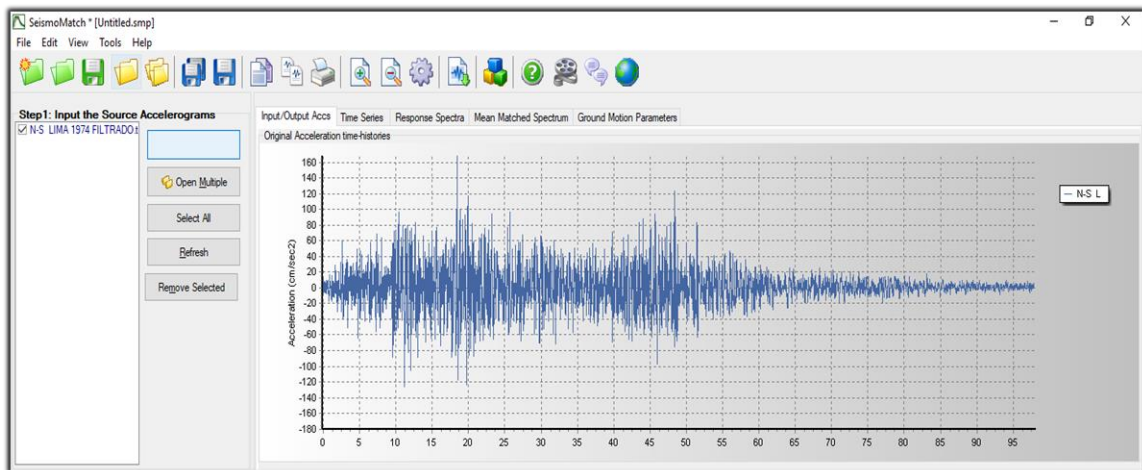 SeismoMatch * [Untitled.smp]
File Edit View Tools Help
Step1: Input the Source Accelerograms
N-S LIMA 1974 FILTRADO.t
Open Multiple
Select All
Refresh
Remove Selected
Input/Output Accs Time Series Response Spectra Mean Matched Spectrum Ground Motion Parameters
Original Acceleration time-histories
Acceleration (cm/sec2)
160
140
120
100
80
60
40
20
0
-20
-40
-60
-80
-100
-120
-140
-160
-180
0 5 10 15 20 25 30 35 40 45 50 55 60 65 70 75 80 85 90 95
N-S L